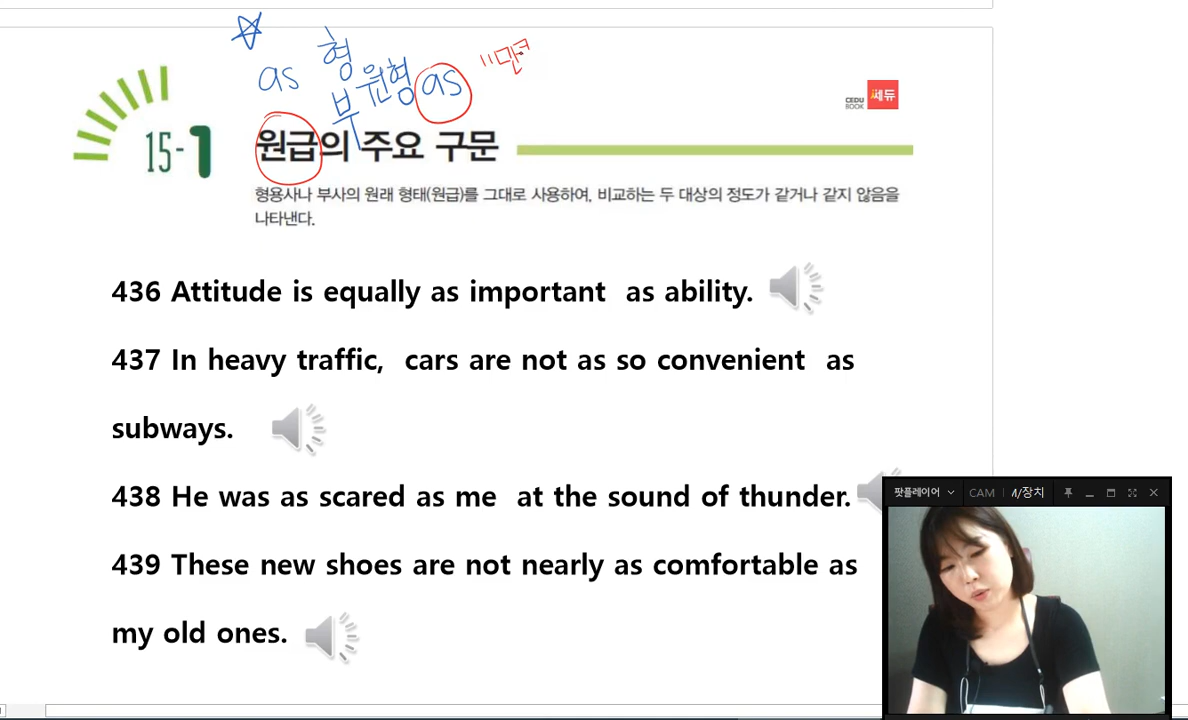 as 형 원형 as "만큼
부
CEDU BOOK 쎄듀
15-1 원급의 주요 구문
형용사나 부사의 원래 형태(원급)를 그대로 사용하여, 비교하는 두 대상의 정도가 같거나 같지 않음을
나타낸다.
436 Attitude is equally as important as ability.
437 In heavy traffic, cars are not as so convenient as
subways.
438 He was as scared as me at the sound of thunder.
439 These new shoes are not nearly as comfortable as
my old ones.
팟플레이어 CAM M/장치